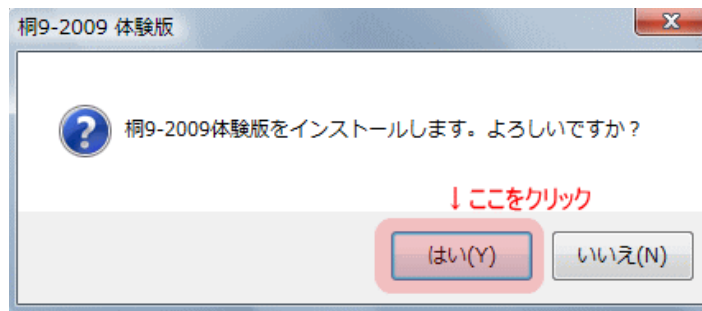 桐9-2009 体験版
桐9-2009体験版をインストールします。よろしいですか？
↓ここをクリック
はい(Y)
いいえ(N)